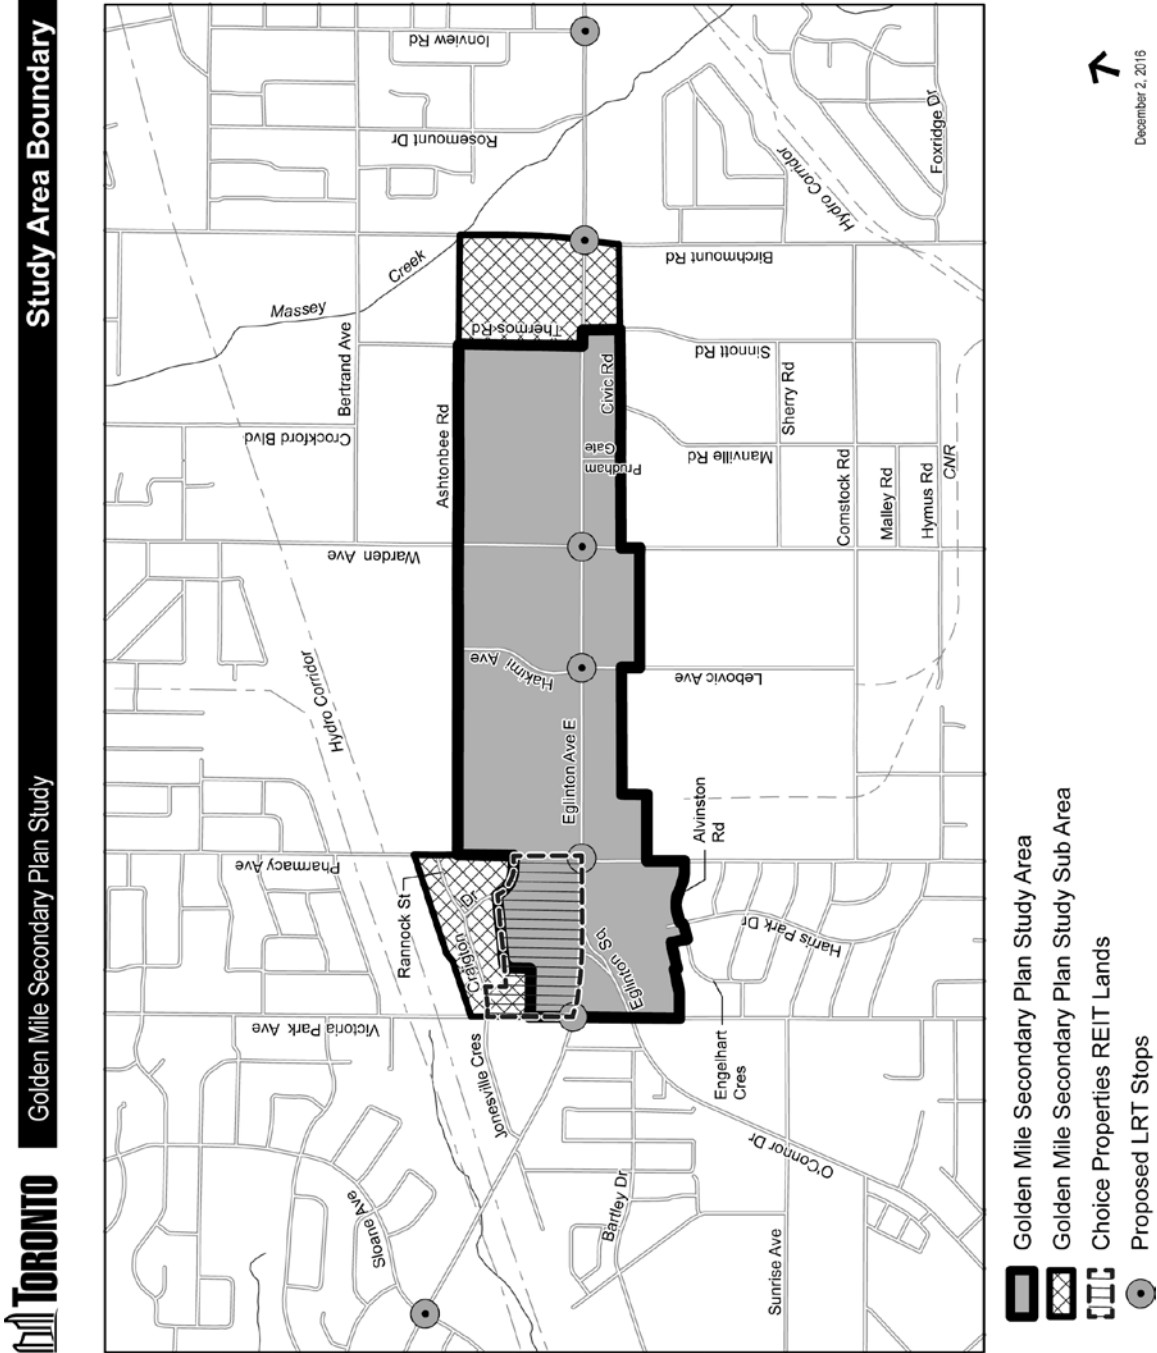 TORONTO
Golden Mile Secondary Plan Study
Study Area Boundary
Ionview Rd
Rosemount Dr
Foxridge Dr
Hydro Corridor
Birchmount Rd
Massey
Creek
Thermos Rd
Bertrand Ave
Crockford Blvd
Ashtonbee Rd
Civic Rd
Sinnott Rd
Sherry Rd
Prudham
Gate
Manville Rd
Comstock Rd
Malley Rd
Hymus Rd
CNR
Warden Ave
Hakimi
Ave
Lebovic Ave
Hydro Corridor
Eglinton Ave E
Alvinston
Rd
Pharmacy Ave
Rannock St
Craigton
Dr
Eglinton Sq
Harris Park Dr
Victoria Park Ave
Jonesville Cres
Engelhart
Cres
O'Connor Dr
Sloane Ave
Bartley Dr
Sunrise Ave
Golden Mile Secondary Plan Study Area
Golden Mile Secondary Plan Study Sub Area
Choice Properties REIT Lands
Proposed LRT Stops
December 2, 2016